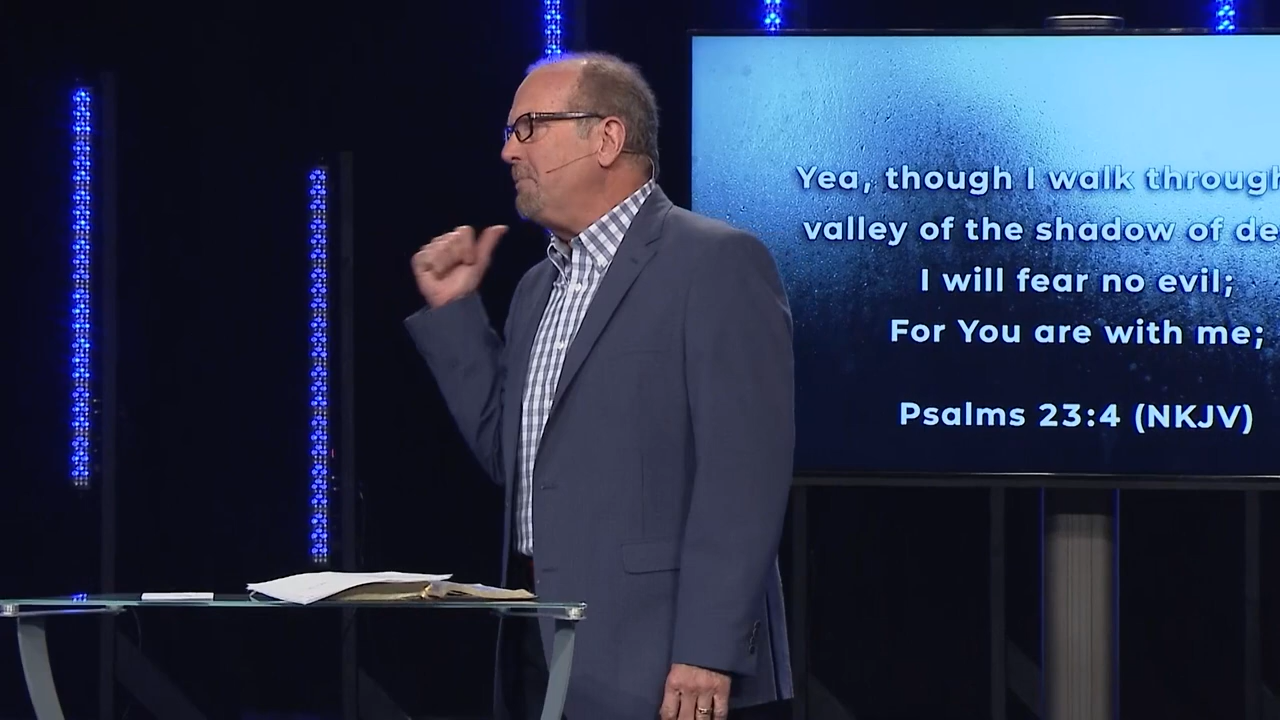 Yea, though I walk through
valley of the shadow of de
I will fear no evil;
For You are with me;
Psalms 23:4 (NKJV)